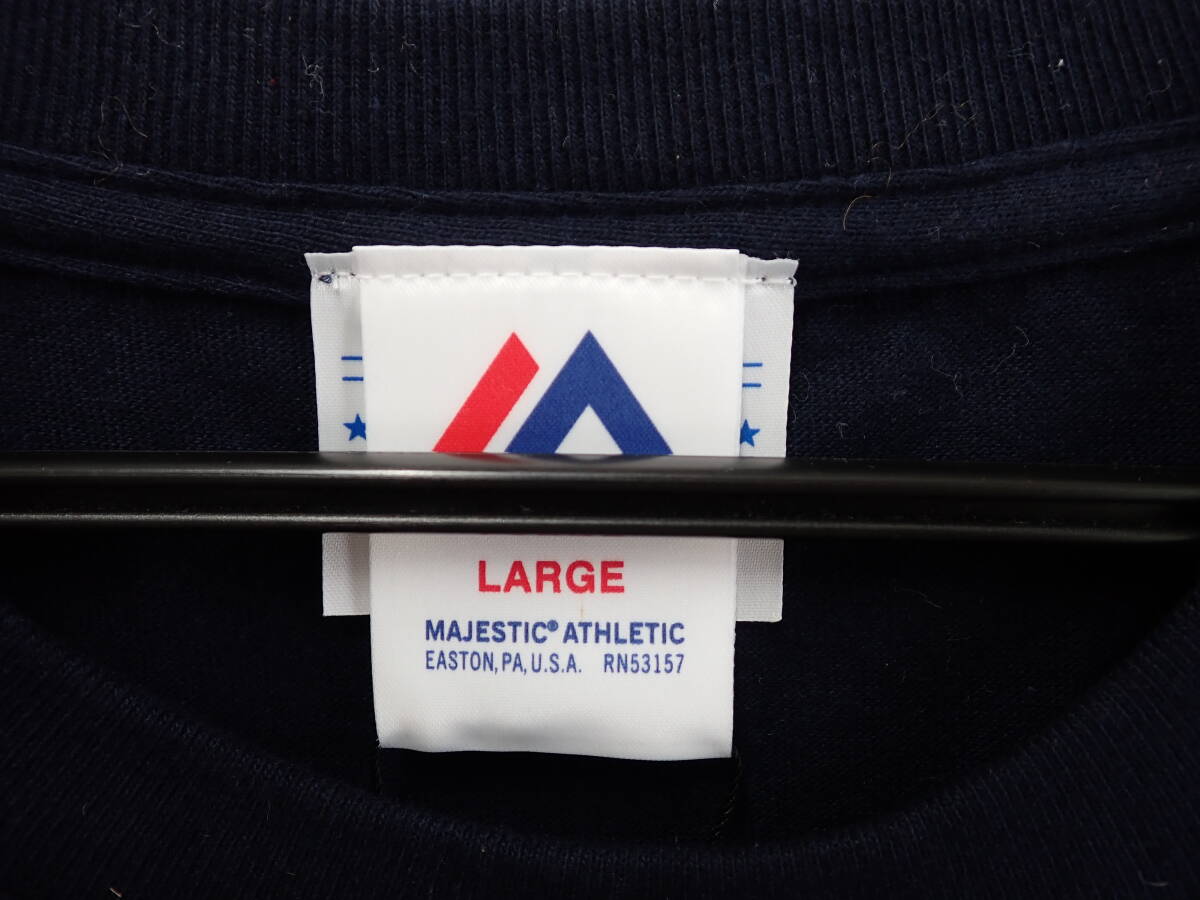 LARGE
MAJESTIC® ATHLETIC
EASTON, PA, U.S.A. RN53157